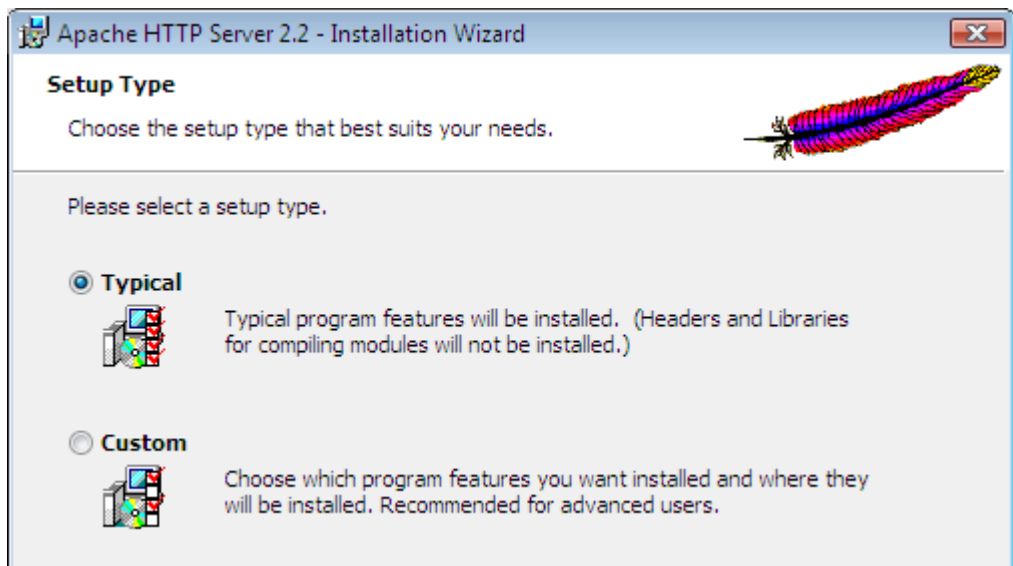 Apache HTTP Server 2.2 - Installation Wizard
Setup Type
Choose the setup type that best suits your needs.
Please select a setup type.
Typical
Typical program features will be installed.  (Headers and Libraries
for compiling modules will not be installed.)
Custom
Choose which program features you want installed and where they
will be installed. Recommended for advanced users.